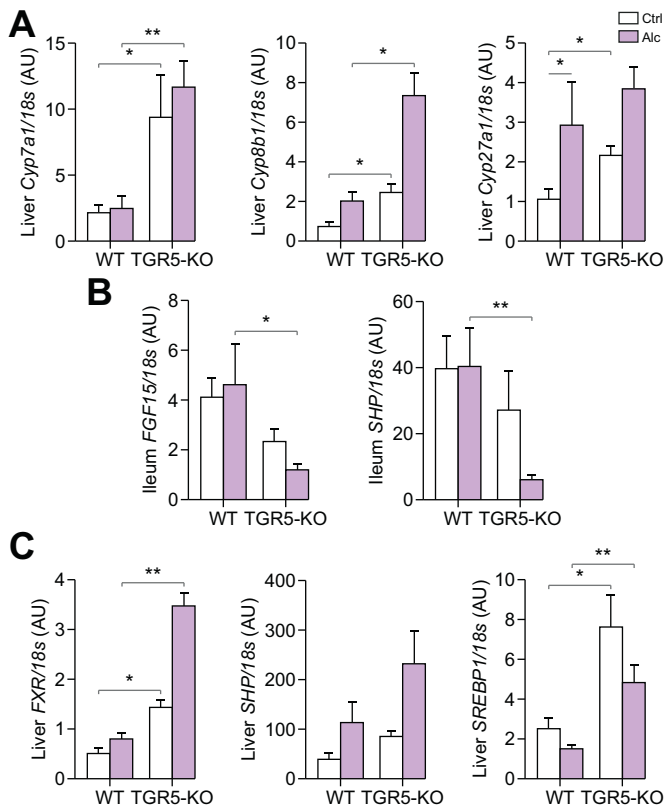 A
Ctrl
Alc
Liver Cyp7a1/18s (AU)
15
10
5
0
*
**
WT TGR5-KO
Liver Cyp8b1/18s (AU)
10
8
6
4
2
0
*
*
WT TGR5-KO
Liver Cyp27a1/18s (AU)
5
4
3
2
1
0
*
*
WT TGR5-KO
B
Ileum FGF15/18s (AU)
8
6
4
2
0
*
WT TGR5-KO
Ileum SHP/18s (AU)
60
40
20
0
**
WT TGR5-KO
C
Liver FXR/18s (AU)
4
3
2
1
0
*
**
WT TGR5-KO
Liver SHP/18s (AU)
400
300
200
100
0
WT TGR5-KO
Liver SREBP1/18s (AU)
10
8
6
4
2
0
*
**
WT TGR5-KO